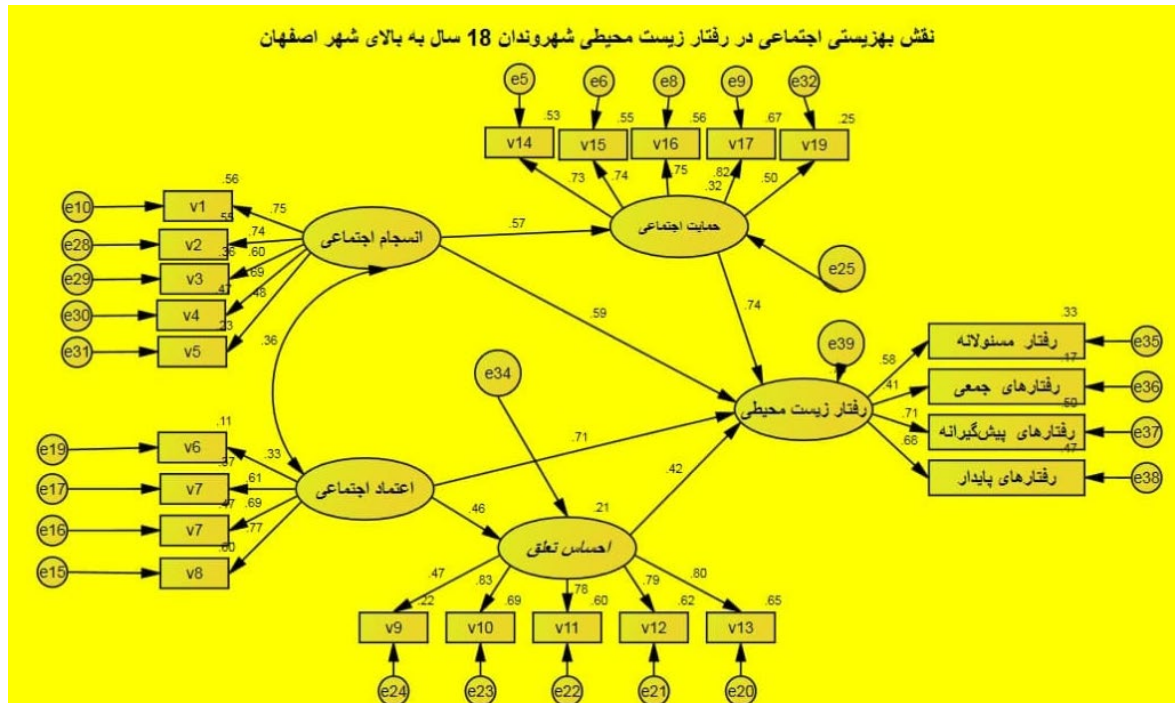 نقش بهزیستی اجتماعی در رفتار زیست محیطی شهروندان 18 سال به بالای شهر اصفهان
e5 e6 e8 e9 e32
.53 .55 .56 .67 .25
v14 v15 v16 v17 v19
.73 .74 .75 .82 .50
.32
حمایت اجتماعی
e25
e10 v1 .56 .75
e28 v2 .55 .74
e29 v3 .36 .60
e30 v4 .47 .69
e31 v5 .23 .48
انسجام اجتماعی
.57
.59
.74
.36
e34
e39
رفتار زیست محیطی
.58 .33 رفتار مسئولانه e35
.41 .17 رفتارهای جمعی e36
.71 .50 رفتارهای پیش‌گیرانه e37
.68 .47 رفتارهای پایدار e38
e19 v6 .11 .33
e17 v7 .37 .61
e16 v7 .47 .69
e15 v8 .60 .77
اعتماد اجتماعی
.71
.46
.42
.21
احساس تعلق
.47 .83 .78 .79 .80
.22 .69 .60 .62 .65
v9 v10 v11 v12 v13
e24 e23 e22 e21 e20